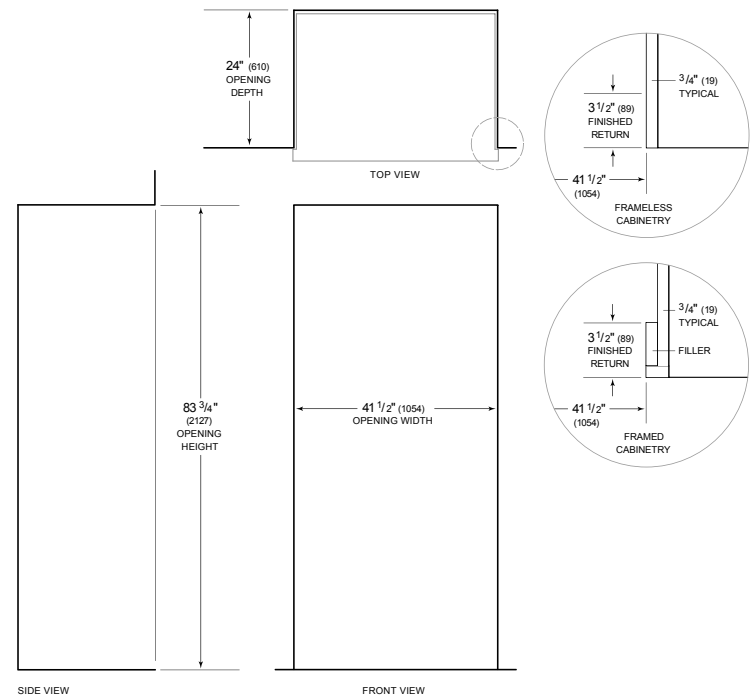 24" (610)
OPENING
DEPTH
TOP VIEW
3/4" (19)
TYPICAL
3 1/2" (89)
FINISHED
RETURN
41 1/2"
(1054)
FRAMELESS
CABINETRY
3/4" (19)
TYPICAL
3 1/2" (89)
FINISHED
RETURN
FILLER
41 1/2"
(1054)
FRAMED
CABINETRY
83 3/4"
(2127)
OPENING
HEIGHT
41 1/2" (1054)
OPENING WIDTH
SIDE VIEW
FRONT VIEW